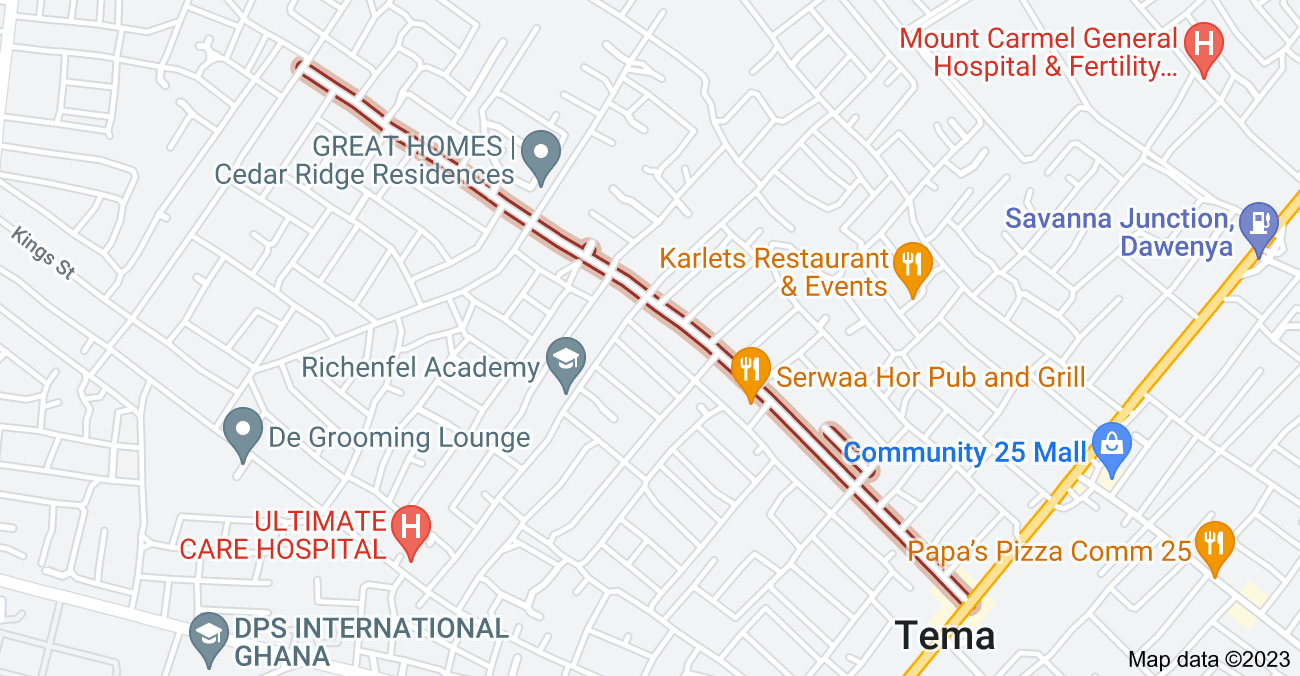 Mount Carmel General
Hospital & Fertility...
GREAT HOMES |
Cedar Ridge Residences
Savanna Junction,
Dawenya
Kings St
Karlets Restaurant
& Events
Richenfel Academy
Serwaa Hor Pub and Grill
De Grooming Lounge
Community 25 Mall
ULTIMATE
CARE HOSPITAL
Papa's Pizza Comm 25
DPS INTERNATIONAL
GHANA
Tema
Map data ©2023